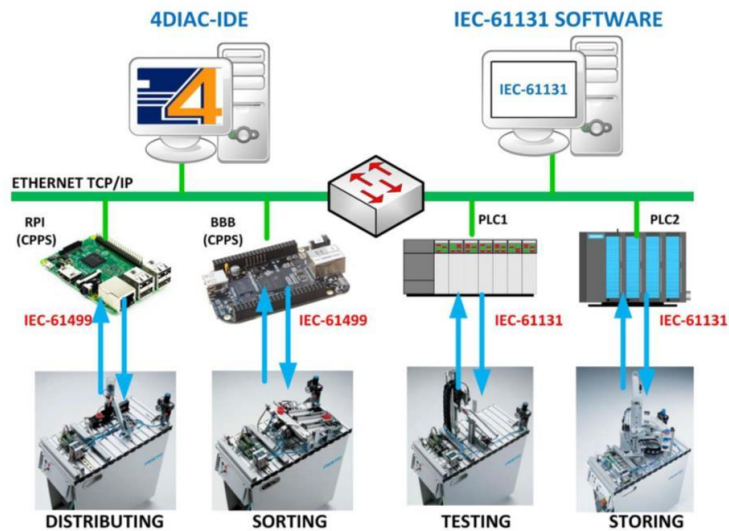 4DIAC-IDE
IEC-61131 SOFTWARE
4
IEC-61131
ETHERNET TCP/IP
RPI
(CPPS)
BBB
(CPPS)
PLC1
PLC2
IEC-61499
IEC-61499
IEC-61131
IEC-61131
DISTRIBUTING
SORTING
TESTING
STORING